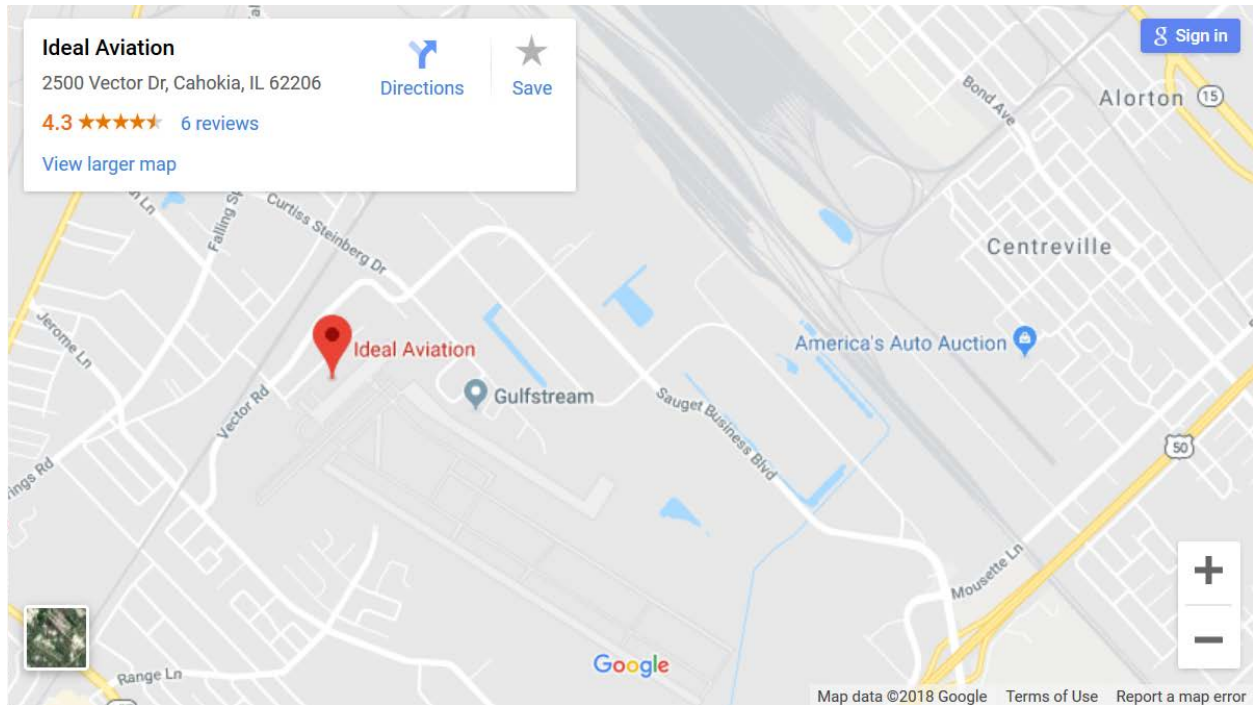 Ideal Aviation
2500 Vector Dr, Cahokia, IL 62206
4.3
6 reviews
View larger map
Directions
Save
Sign in
Bond Ave
Alorton
15
Curtiss Steinberg Dr
Centreville
Jerome Ln
Ideal Aviation
America's Auto Auction
Gulfstream
Vector Rd
Sauget Business Blvd
50
Mousette Ln
Range Ln
Google
Map data ©2018 Google
Terms of Use
Report a map error